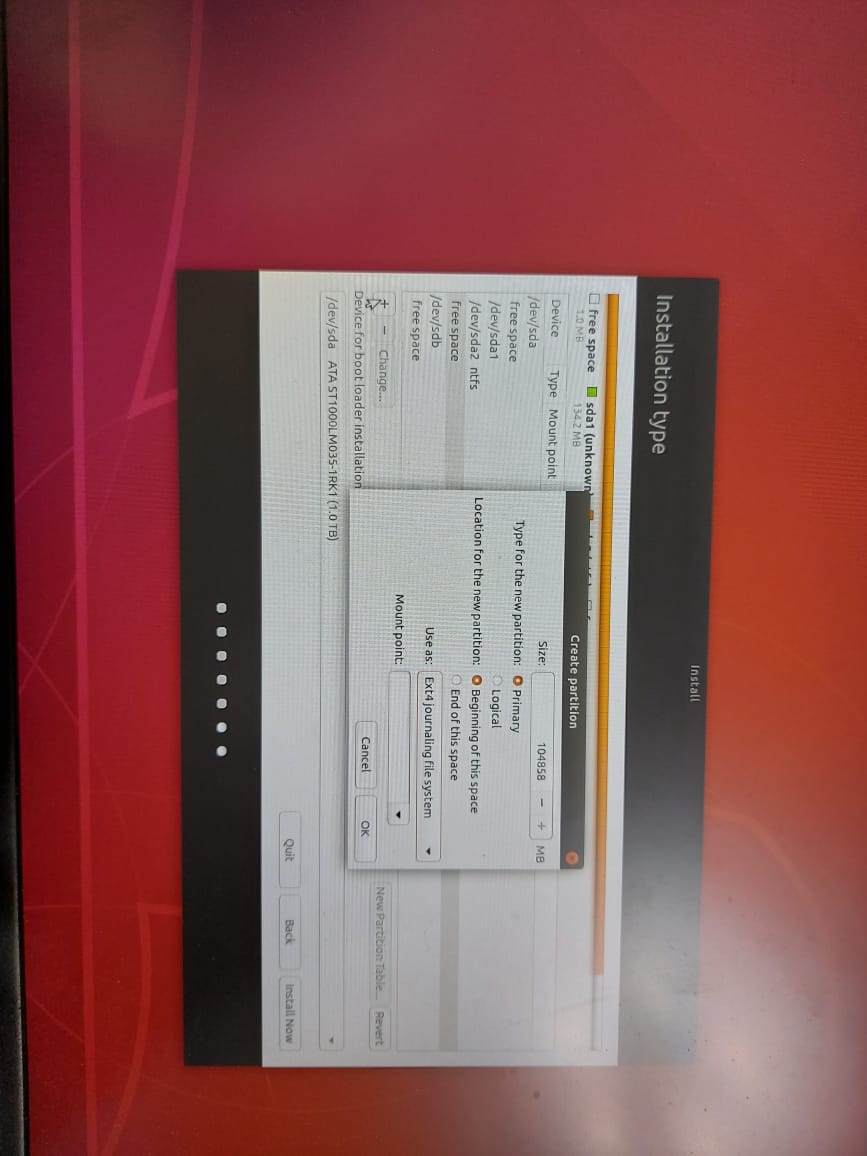 Install
Installation type
free space sda1 (unknown)
1.0 MB 134.2 MB
Device Type Mount point
/dev/sda
free space
/dev/sda1
/dev/sda2 ntfs
free space
/dev/sdb
free space
+ − Change... New Partition Table... Revert
Device for boot loader installation
/dev/sda ATA ST1000LM035-1RK1 (1.0 TB)
Quit Back Install Now
Create partition
Size: 104858 − + MB
Type for the new partition: Primary
Logical
Location for the new partition: Beginning of this space
End of this space
Use as: Ext4 journaling file system
Mount point:
Cancel OK